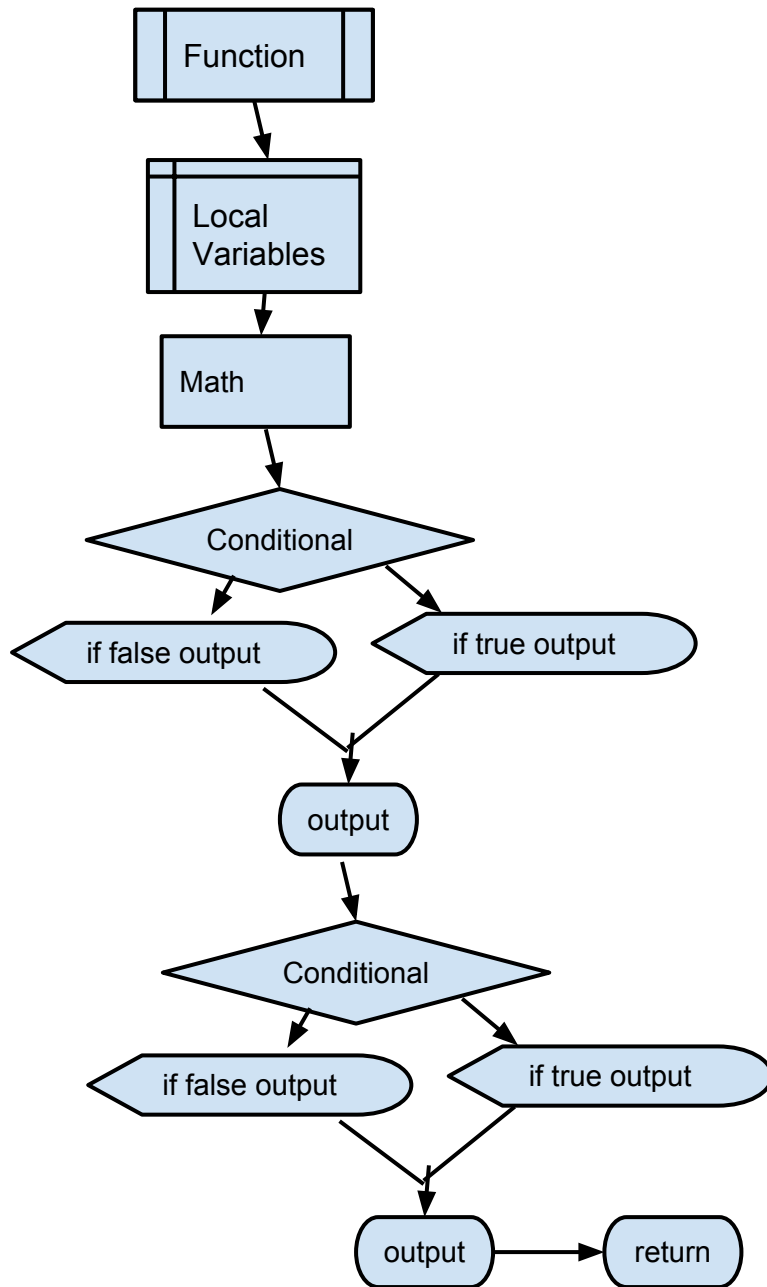 Function
Local
Variables
Math
Conditional
if false output
if true output
output
Conditional
if false output
if true output
output
return